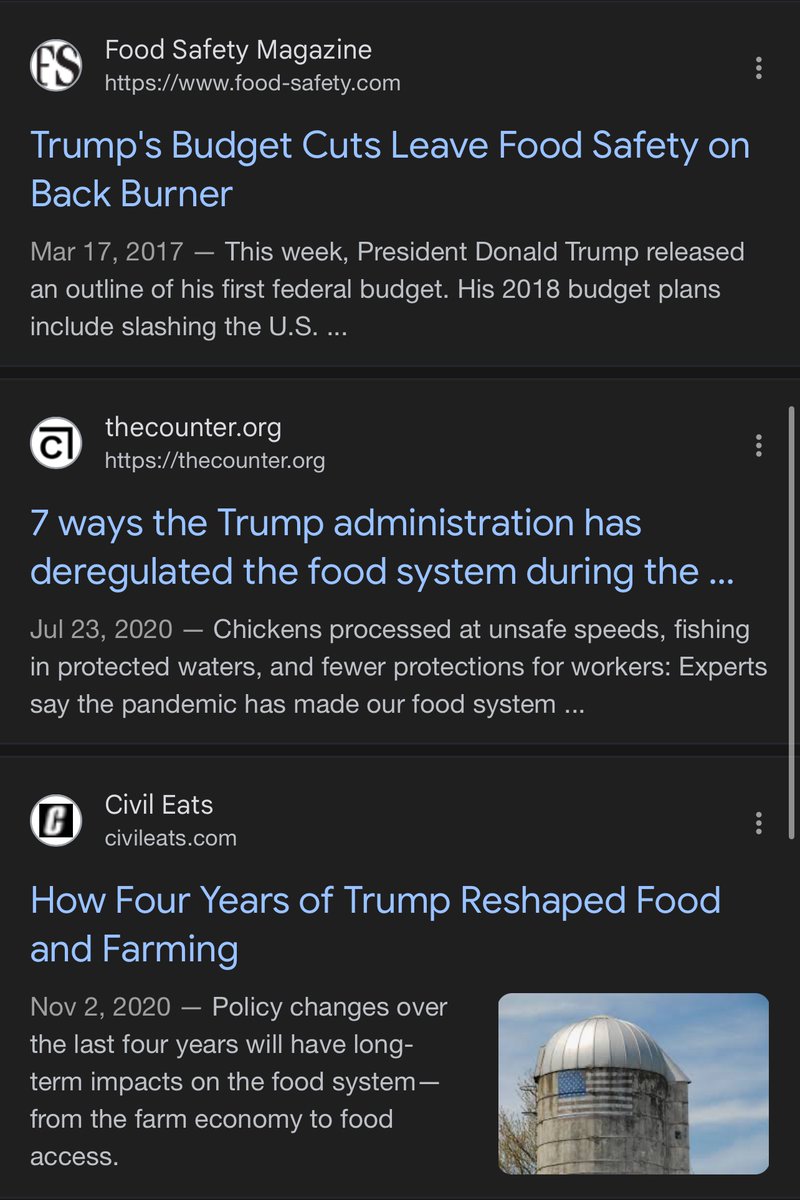 FS
Food Safety Magazine
https://www.food-safety.com
Trump's Budget Cuts Leave Food Safety on
Back Burner
Mar 17, 2017 — This week, President Donald Trump released
an outline of his first federal budget. His 2018 budget plans
include slashing the U.S. ...
c
thecounter.org
https://thecounter.org
7 ways the Trump administration has
deregulated the food system during the ...
Jul 23, 2020 — Chickens processed at unsafe speeds, fishing
in protected waters, and fewer protections for workers: Experts
say the pandemic has made our food system ...
C
Civil Eats
civileats.com
How Four Years of Trump Reshaped Food
and Farming
Nov 2, 2020 — Policy changes over
the last four years will have long-
term impacts on the food system—
from the farm economy to food
access.